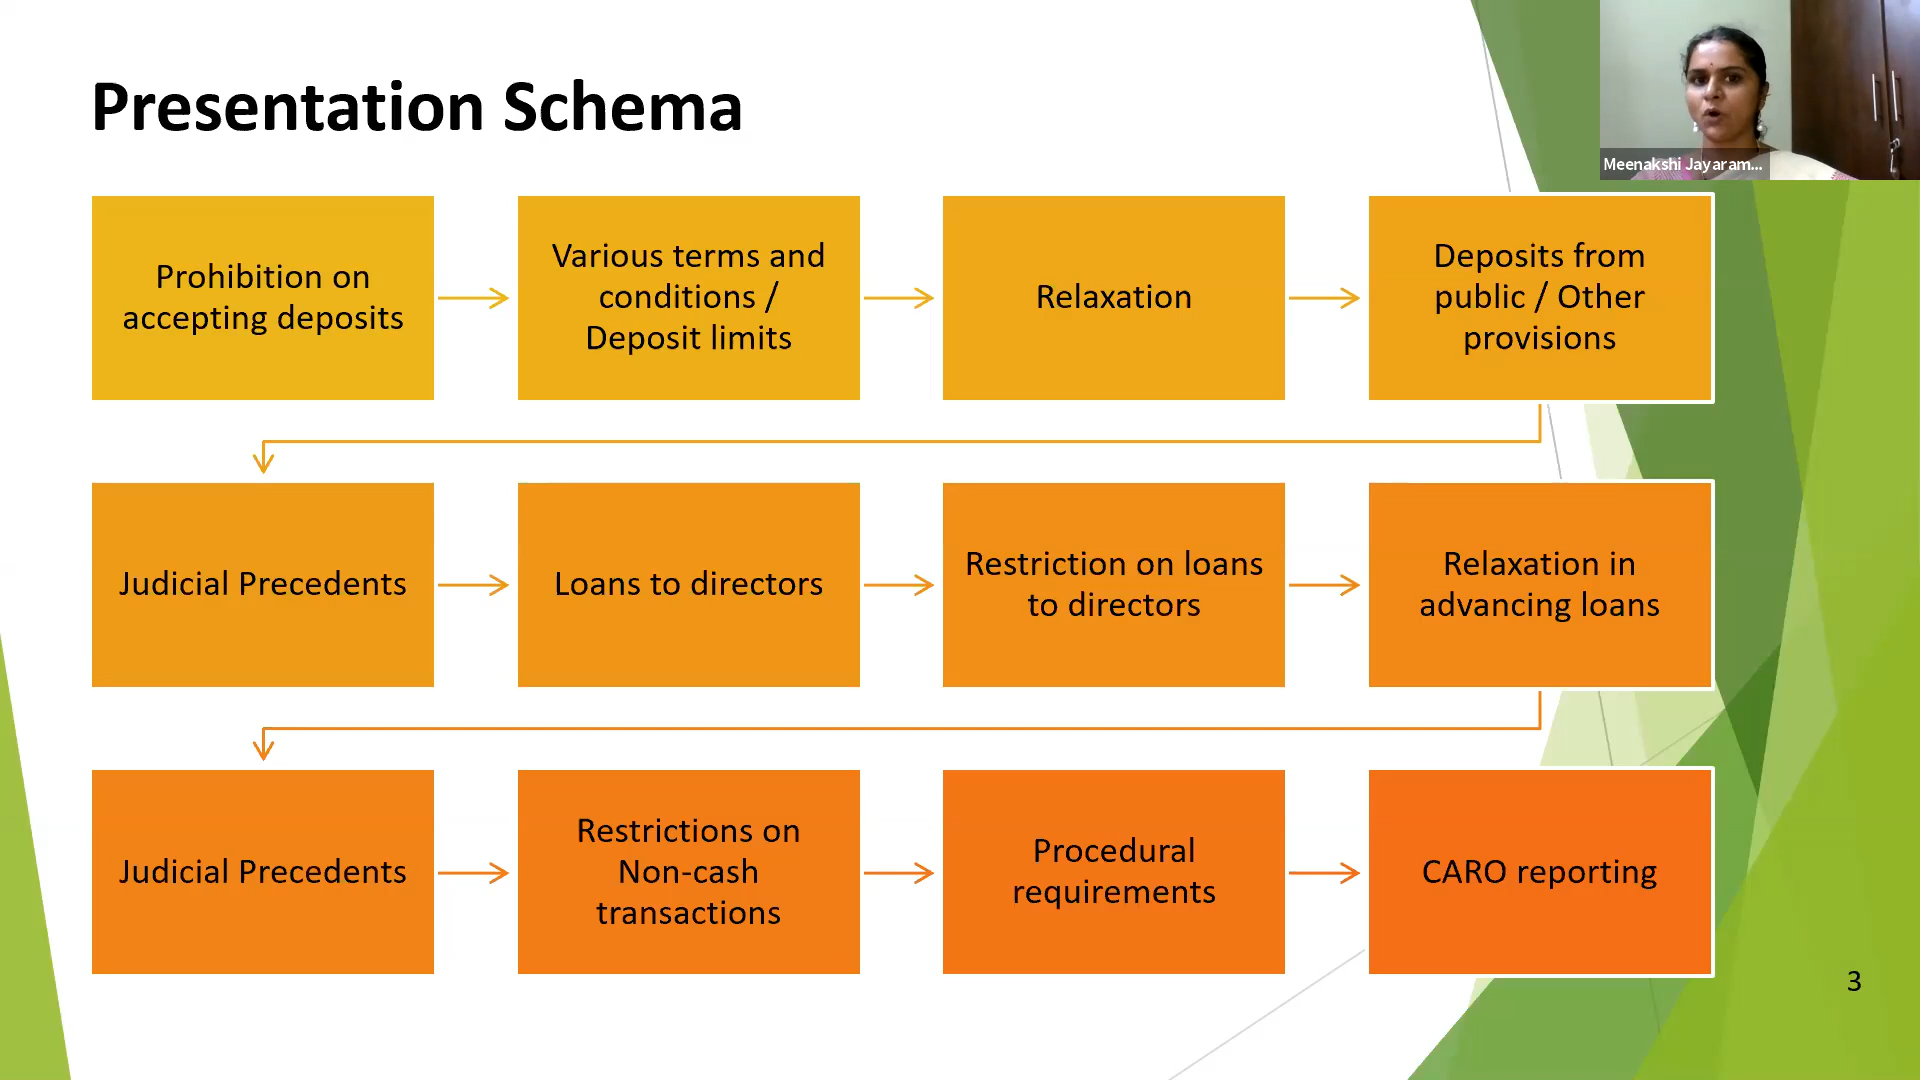 Presentation Schema
Meenakshi Jayaram...
Prohibition on
accepting deposits
Various terms and
conditions /
Deposit limits
Relaxation
Deposits from
public / Other
provisions
Judicial Precedents
Loans to directors
Restriction on loans
to directors
Relaxation in
advancing loans
Judicial Precedents
Restrictions on
Non-cash
transactions
Procedural
requirements
CARO reporting
3